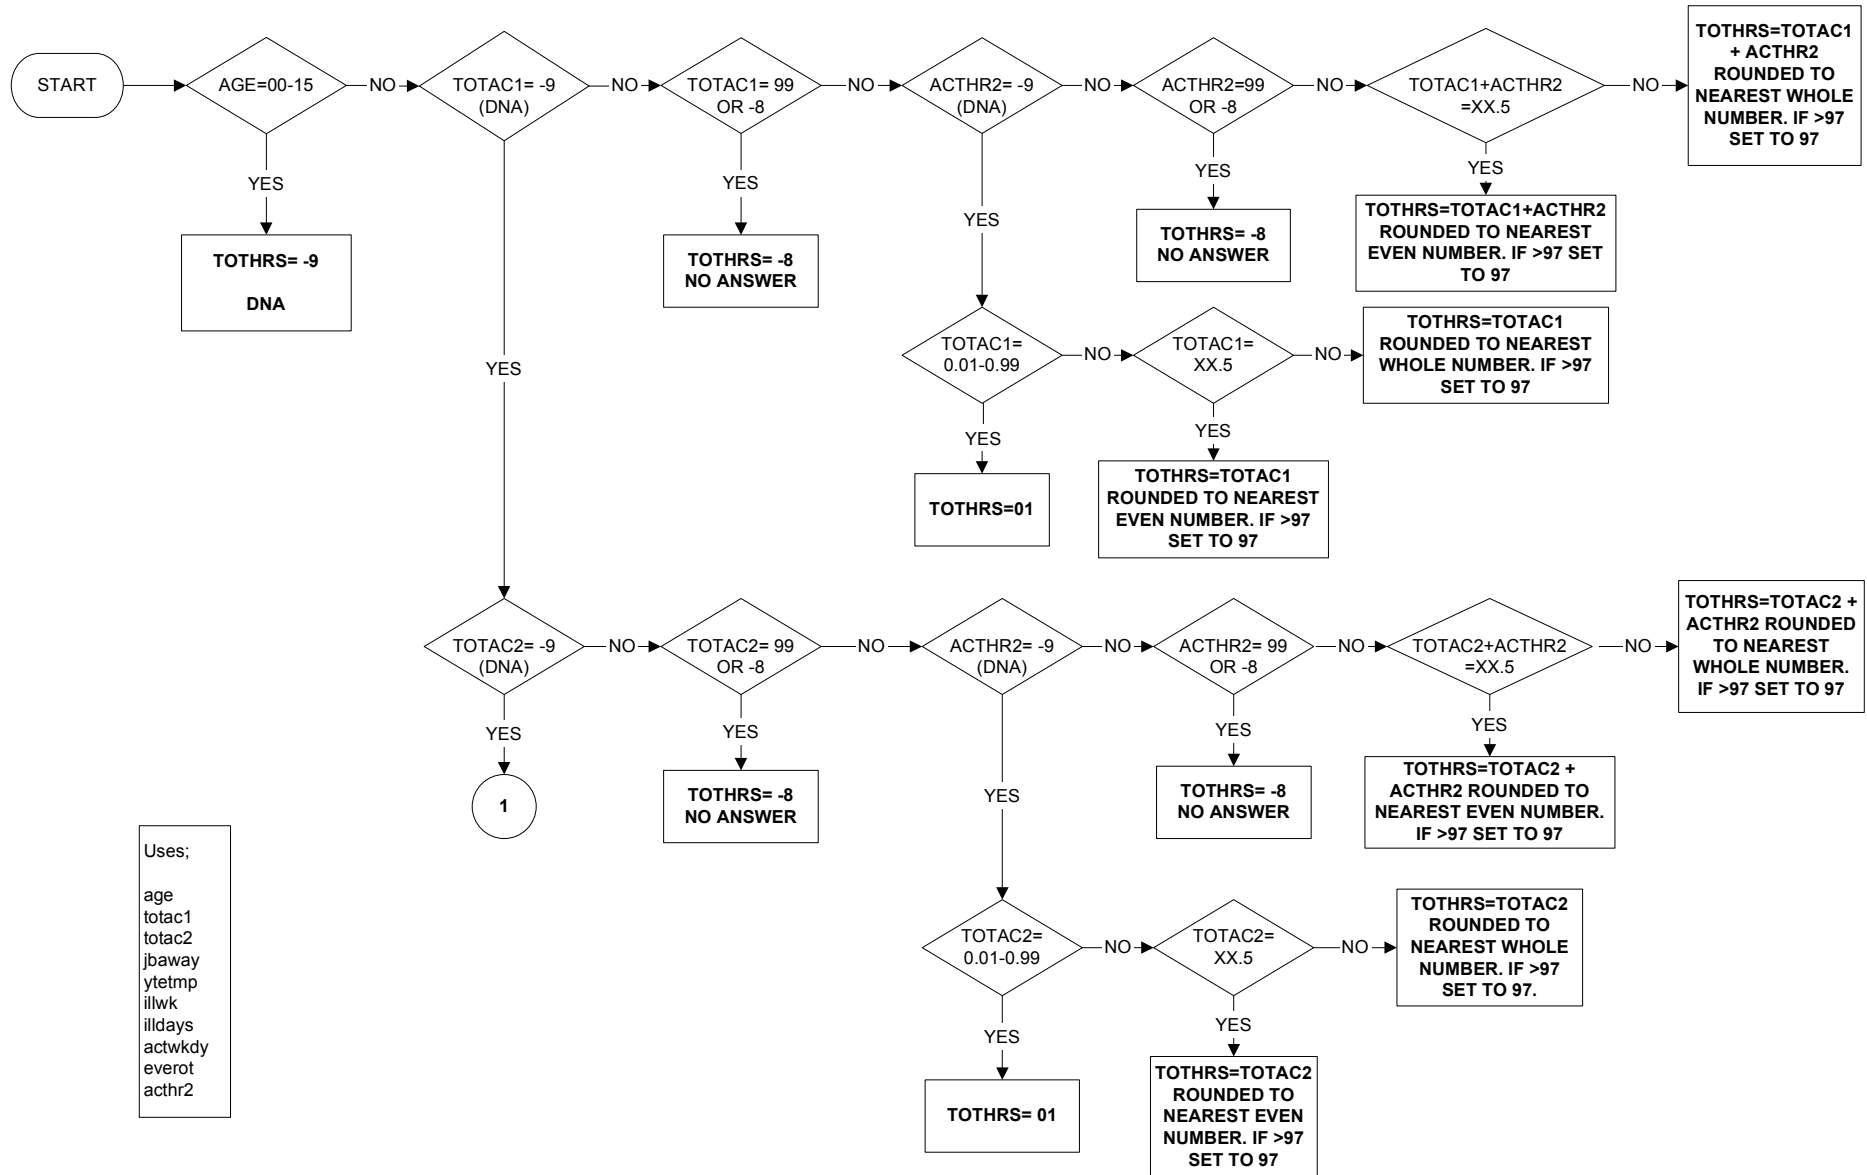 START
AGE=00-15
NO
TOTAC1= -9
(DNA)
NO
TOTAC1= 99
OR -8
NO
ACTHR2= -9
(DNA)
NO
ACTHR2=99
OR -8
NO
TOTAC1+ACTHR2
=XX.5
NO
TOTHRS=TOTAC1
+ ACTHR2
ROUNDED TO
NEAREST WHOLE
NUMBER. IF >97
SET TO 97
YES
TOTHRS= -9
DNA
YES
YES
TOTHRS= -8
NO ANSWER
YES
YES
TOTHRS= -8
NO ANSWER
YES
TOTHRS=TOTAC1+ACTHR2
ROUNDED TO NEAREST
EVEN NUMBER. IF >97 SET
TO 97
TOTAC1=
0.01-0.99
NO
TOTAC1=
XX.5
NO
TOTHRS=TOTAC1
ROUNDED TO NEAREST
WHOLE NUMBER. IF >97
SET TO 97
YES
TOTHRS=01
YES
TOTHRS=TOTAC1
ROUNDED TO NEAREST
EVEN NUMBER. IF >97
SET TO 97
TOTAC2= -9
(DNA)
NO
TOTAC2= 99
OR -8
NO
ACTHR2= -9
(DNA)
NO
ACTHR2= 99
OR -8
NO
TOTAC2+ACTHR2
=XX.5
NO
TOTHRS=TOTAC2 +
ACTHR2 ROUNDED
TO NEAREST
WHOLE NUMBER.
IF >97 SET TO 97
YES
1
YES
TOTHRS= -8
NO ANSWER
YES
YES
TOTHRS= -8
NO ANSWER
YES
TOTHRS=TOTAC2 +
ACTHR2 ROUNDED TO
NEAREST EVEN NUMBER.
IF >97 SET TO 97
TOTAC2=
0.01-0.99
NO
TOTAC2=
XX.5
NO
TOTHRS=TOTAC2
ROUNDED TO
NEAREST WHOLE
NUMBER. IF >97
SET TO 97.
YES
TOTHRS= 01
YES
TOTHRS=TOTAC2
ROUNDED TO
NEAREST EVEN
NUMBER. IF >97
SET TO 97
Uses;
age
totac1
totac2
jbaway
ytetmp
illwk
illdays
actwkdy
everot
acthr2